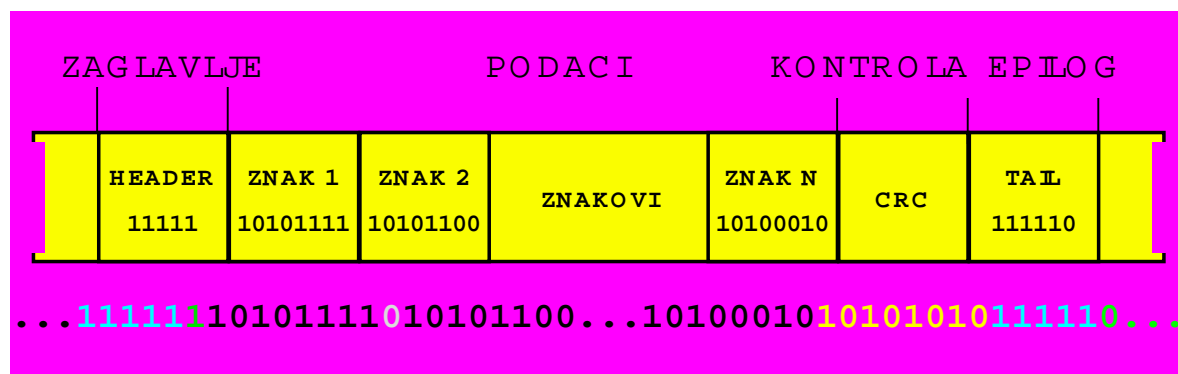 ZAGLAVLJE PODACI KONTROLA EPILOG
HEADER ZNAK 1 ZNAK 2 ZNAKOVI ZNAK N CRC TAIL
11111 10101111 10101100 10100010 111110
...11111110101111010101100...1010001010101010111110...